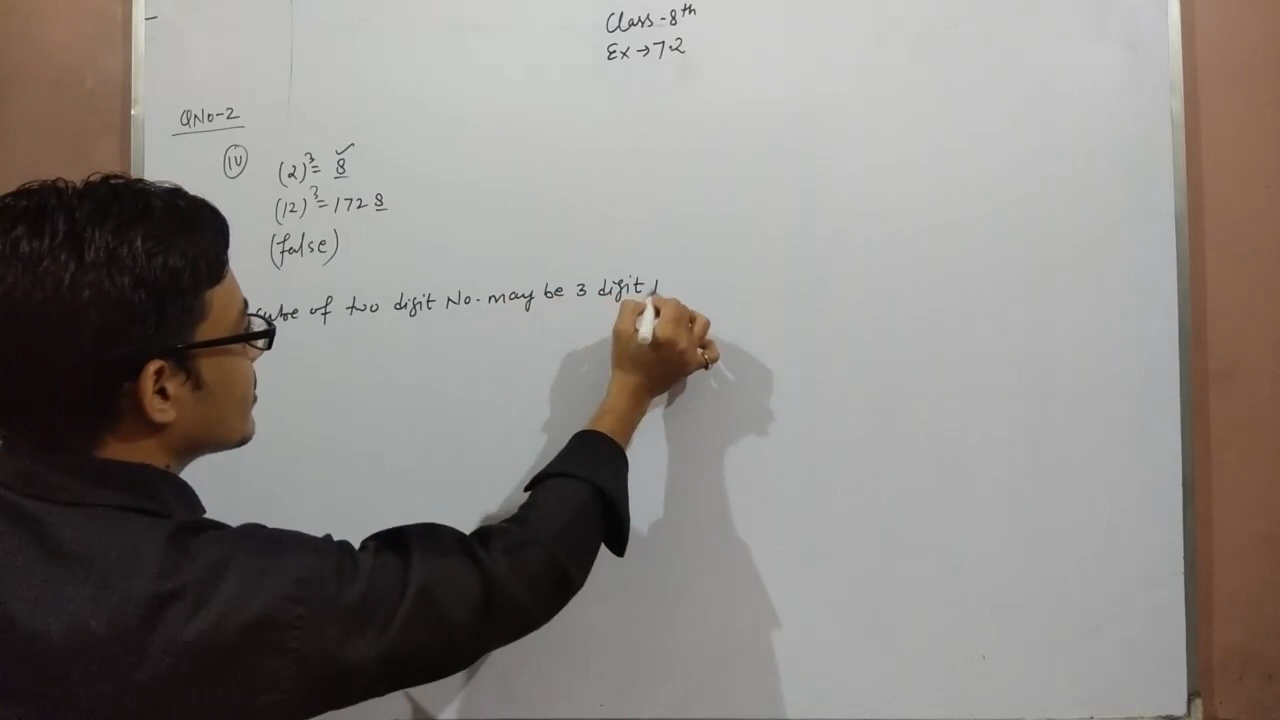 Class-8th
Ex→7.2
QNo-2
(iv) (2)³= 8 ✓
(12)³=1728
(false)
cube of two digit No. may be 3 digit